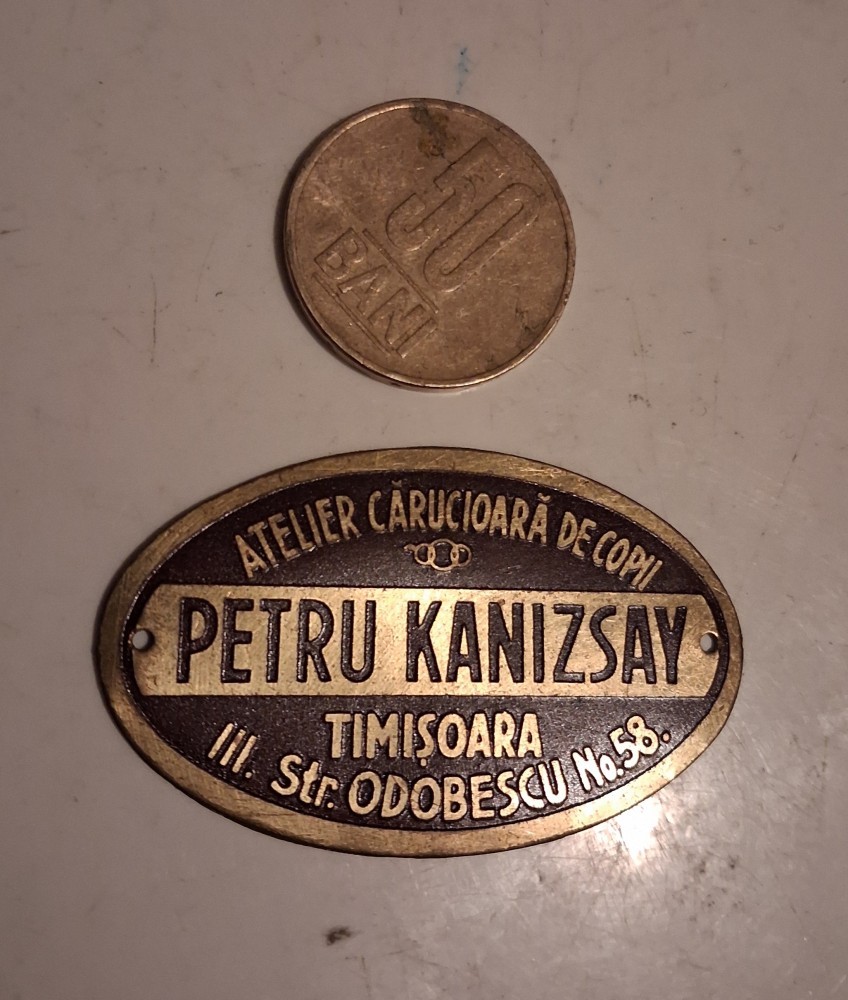 50
BANI
ATELIER CĂRUCIOARĂ DE COPII
PETRU KANIZSAY
TIMIȘOARA
III. Str. ODOBESCU No. 58.